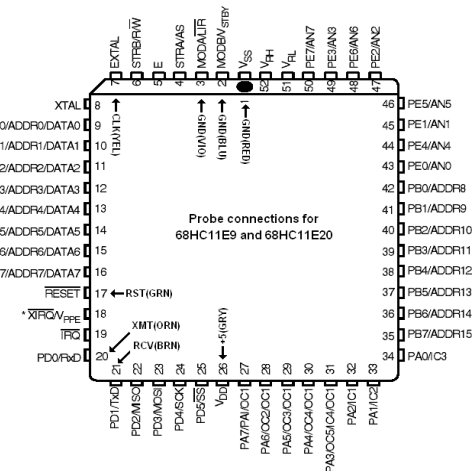 EXTAL
STRB/R/W
E
STRA/AS
MODA/LIR
MODB/VSTBY
VSS
VRH
VRL
PE7/AN7
PE3/AN3
PE6/AN6
PE2/AN2
7
6
5
4
3
2
1
52
51
50
49
48
47
CLK(YEL)
GND(VIO)
GND(BLU)
GND(RED)
XTAL 8
0/ADDR0/DATA0 9
1/ADDR1/DATA1 10
2/ADDR2/DATA2 11
3/ADDR3/DATA3 12
4/ADDR4/DATA4 13
5/ADDR5/DATA5 14
6/ADDR6/DATA6 15
7/ADDR7/DATA7 16
RESET 17 RST(GRN)
* XIRQ/VPPE 18
IRQ 19
PD0/RxD 20
XMT(ORN)
RCV(BRN)
+5(GRY)
Probe connections for
68HC11E9 and 68HC11E20
46 PE5/AN5
45 PE1/AN1
44 PE4/AN4
43 PE0/AN0
42 PB0/ADDR8
41 PB1/ADDR9
40 PB2/ADDR10
39 PB3/ADDR11
38 PB4/ADDR12
37 PB5/ADDR13
36 PB6/ADDR14
35 PB7/ADDR15
34 PA0/IC3
21
22
23
24
25
26
27
28
29
30
31
32
33
PD1/TxD
PD2/MISO
PD3/MOSI
PD4/SCK
PD5/SS
VDD
PA7/PAI/OC1
PA6/OC2/OC1
PA5/OC3/OC1
PA4/OC4/OC1
PA3/OC5/IC4/OC1
PA2/IC1
PA1/IC2